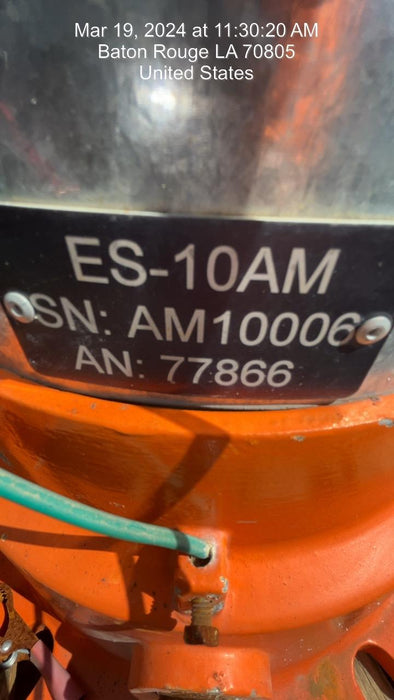 Mar 19, 2024 at 11:30:20 AM
Baton Rouge LA 70805
United States
ES-10AM
SN: AM10006
AN: 77866